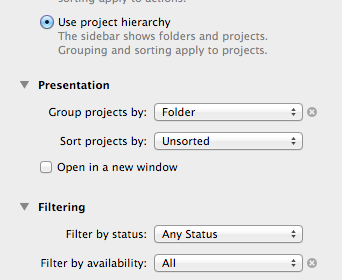 sorting apply to actions.
Use project hierarchy
The sidebar shows folders and projects.
Grouping and sorting apply to projects.
Presentation
Group projects by: Folder
Sort projects by: Unsorted
Open in a new window
Filtering
Filter by status: Any Status
Filter by availability: All